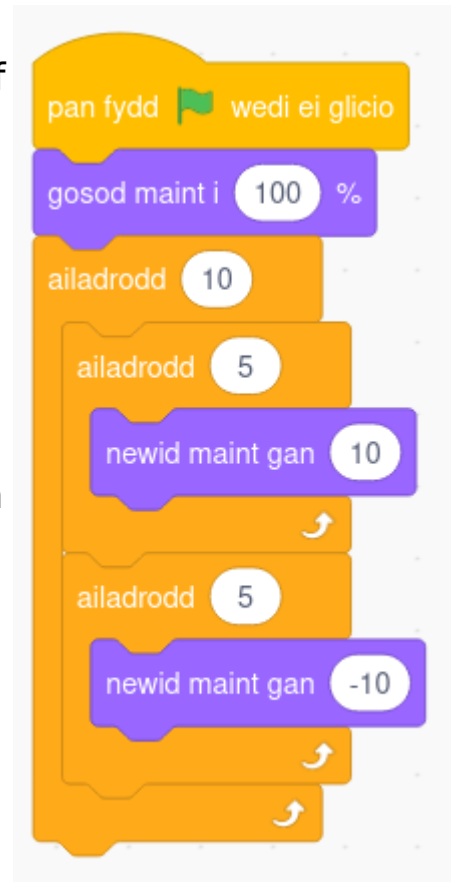 pan fydd wedi ei glicio
gosod maint i 100 %
ailadrodd 10
ailadrodd 5
newid maint gan 10
ailadrodd 5
newid maint gan -10